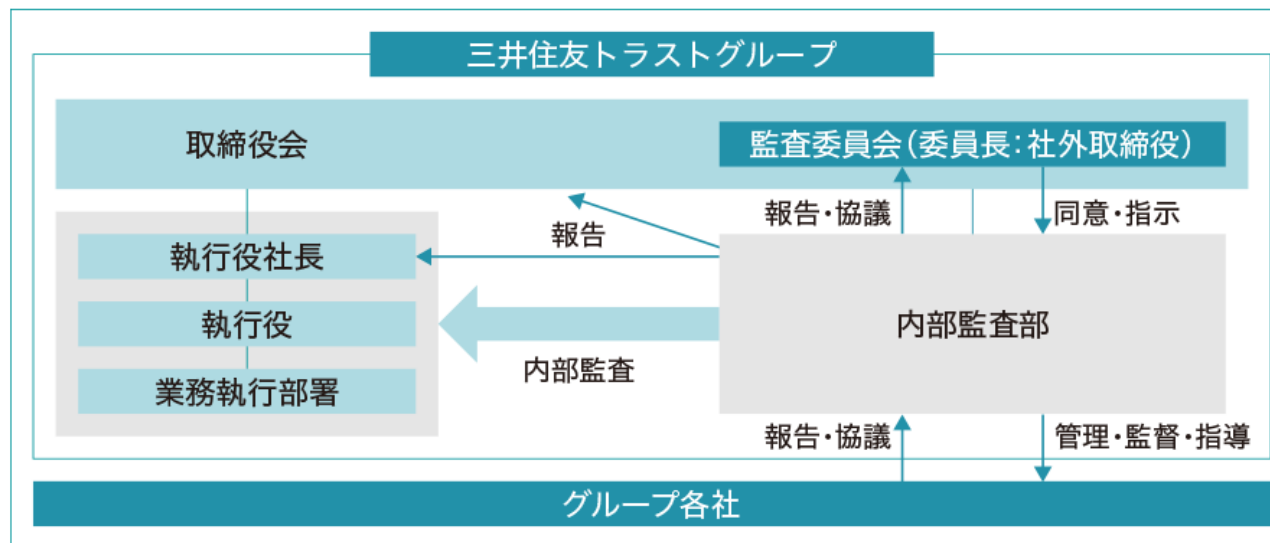 三井住友トラストグループ
取締役会
監査委員会(委員長:社外取締役)
報告・協議
同意・指示
報告
執行役社長
執行役
内部監査部
内部監査
業務執行部署
報告・協議
管理・監督・指導
グループ各社